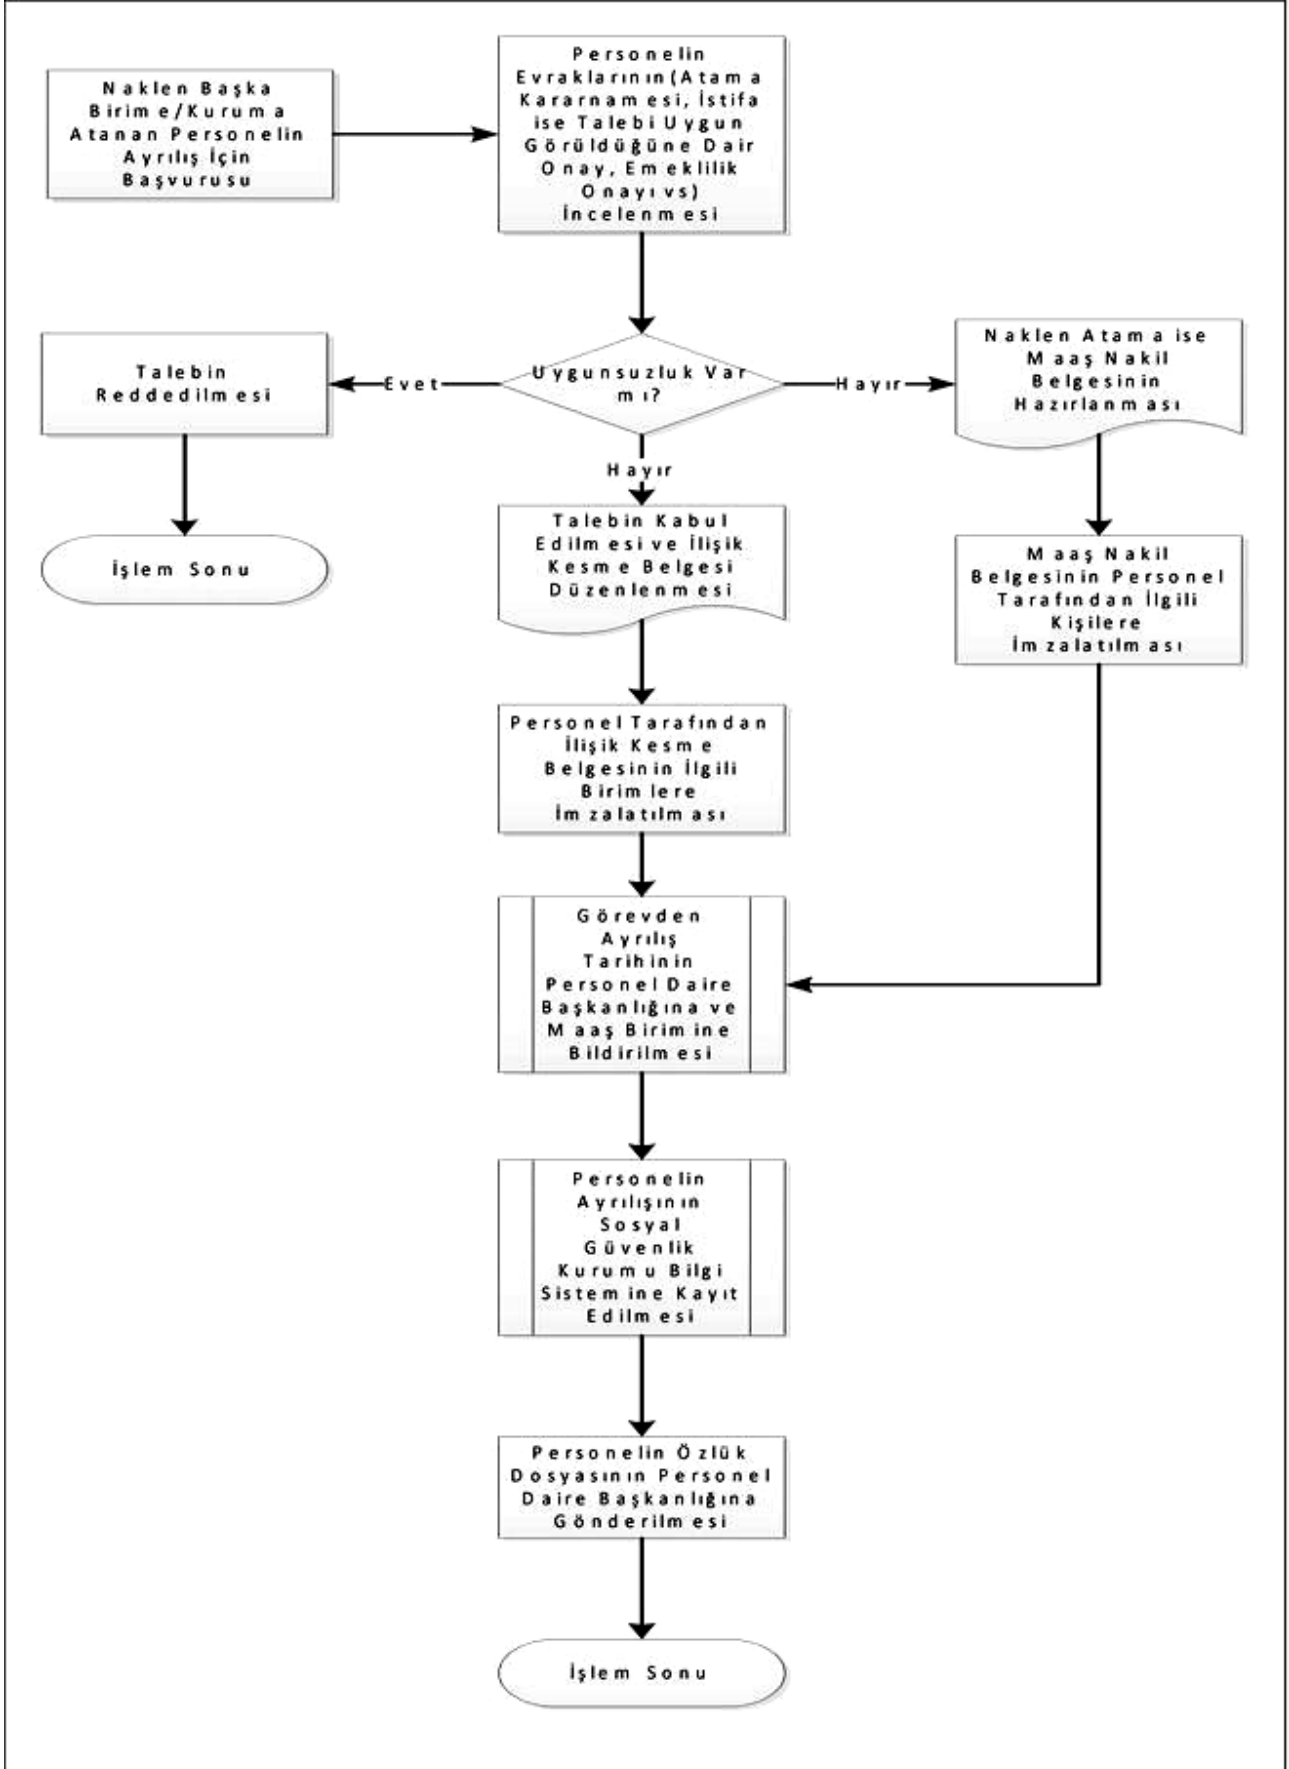 Naklen Başka
Birime/Kuruma
Atanan Personelin
Ayrılış İçin
Başvurusu
Personelin
Evraklarının(Atama
Kararnamesi, İstifa
ise Talebi Uygun
Görüldüğüne Dair
Onay, Emeklilik
Onayı vs)
İncelenmesi
Uygunsuzluk Var
mı?
Evet
Talebin
Reddedilmesi
İşlem Sonu
Hayır
Naklen Atama ise
Maaş Nakil
Belgesinin
Hazırlanması
Maaş Nakil
Belgesinin Personel
Tarafından İlgili
Kişilere
İmzalatılması
Hayır
Talebin Kabul
Edilmesi ve İlişik
Kesme Belgesi
Düzenlenmesi
Personel Tarafından
İlişik Kesme
Belgesinin İlgili
Birimlere
İmzalatılması
Görevden
Ayrılış
Tarihinin
Personel Daire
Başkanlığına ve
Maaş Birimine
Bildirilmesi
Personelin
Ayrılışının
Sosyal
Güvenlik
Kurumu Bilgi
Sistemine Kayıt
Edilmesi
Personelin Özlük
Dosyasının Personel
Daire Başkanlığına
Gönderilmesi
İşlem Sonu